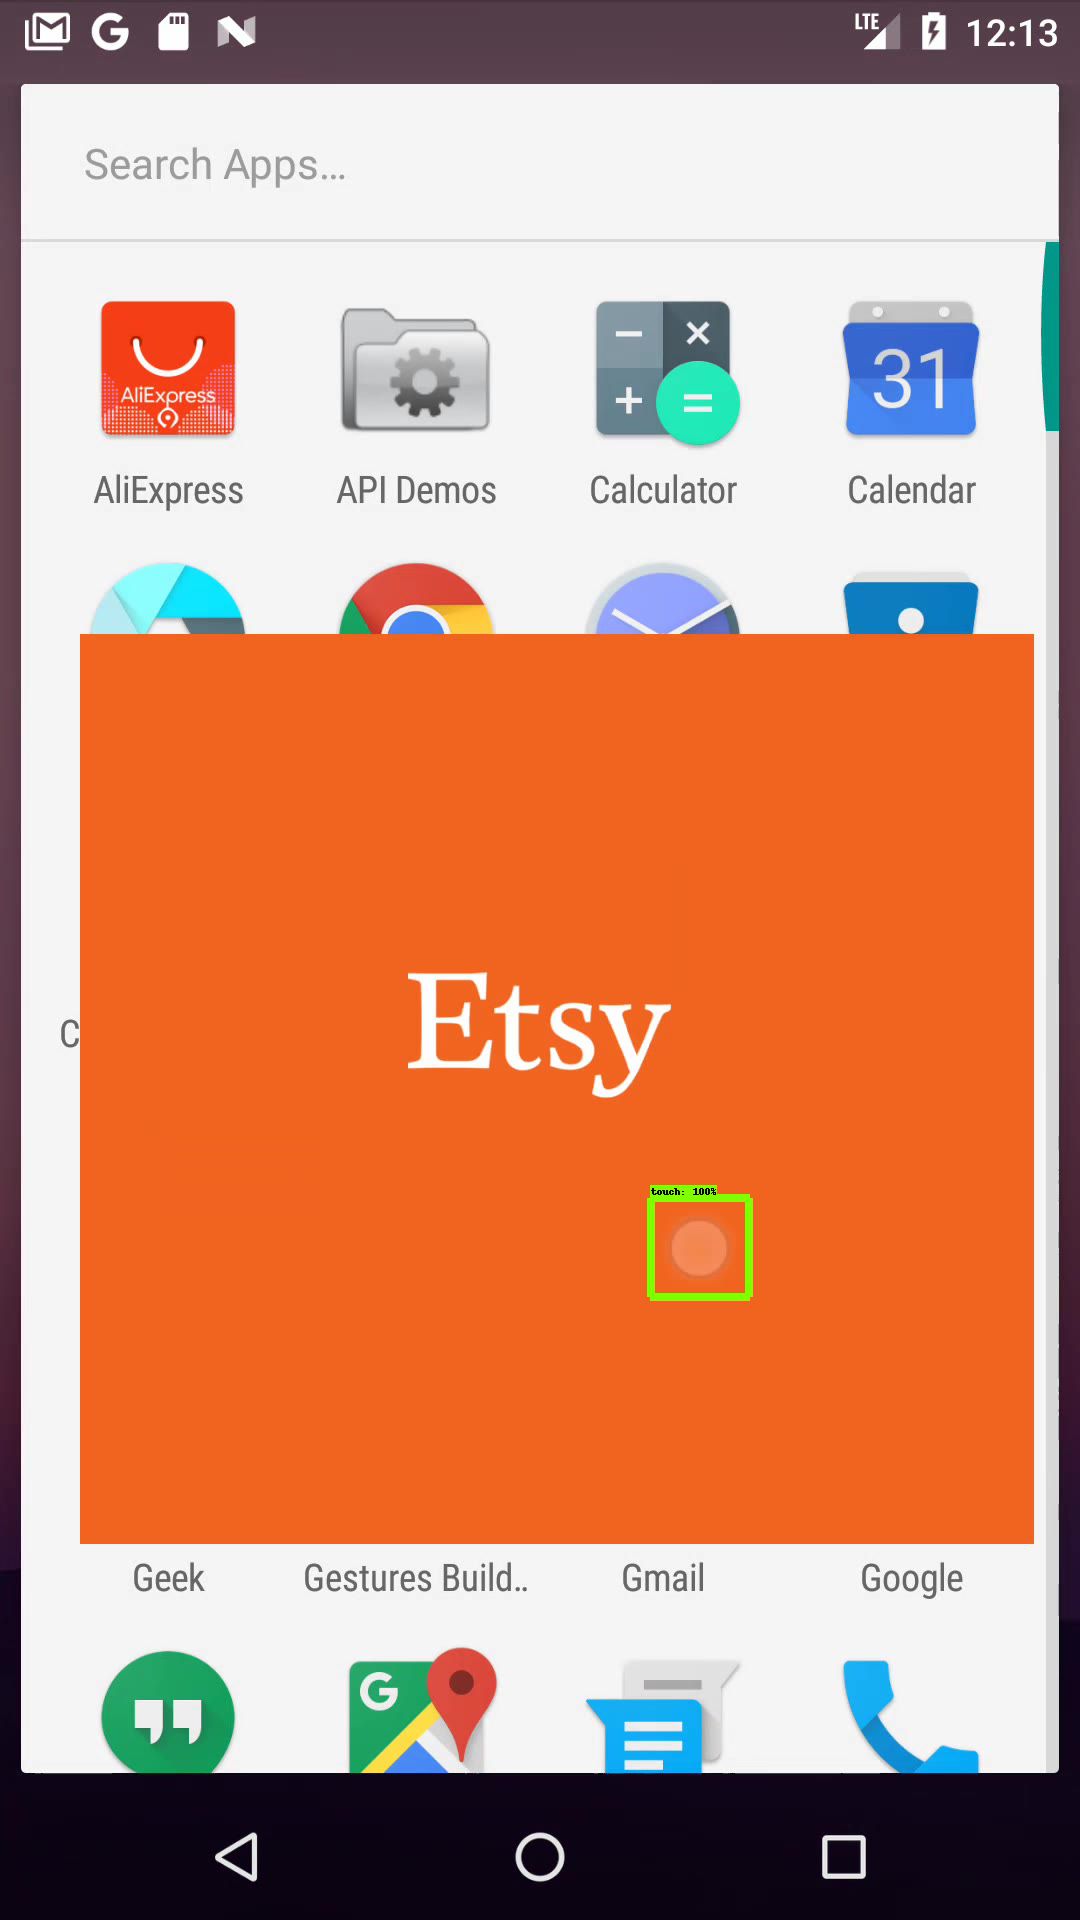 LTE 12:13
Search Apps...
31
AliExpress
AliExpress
API Demos
Calculator
Calendar
C
Etsy
touch: 100%
Geek
Gestures Build..
Gmail
Google
G